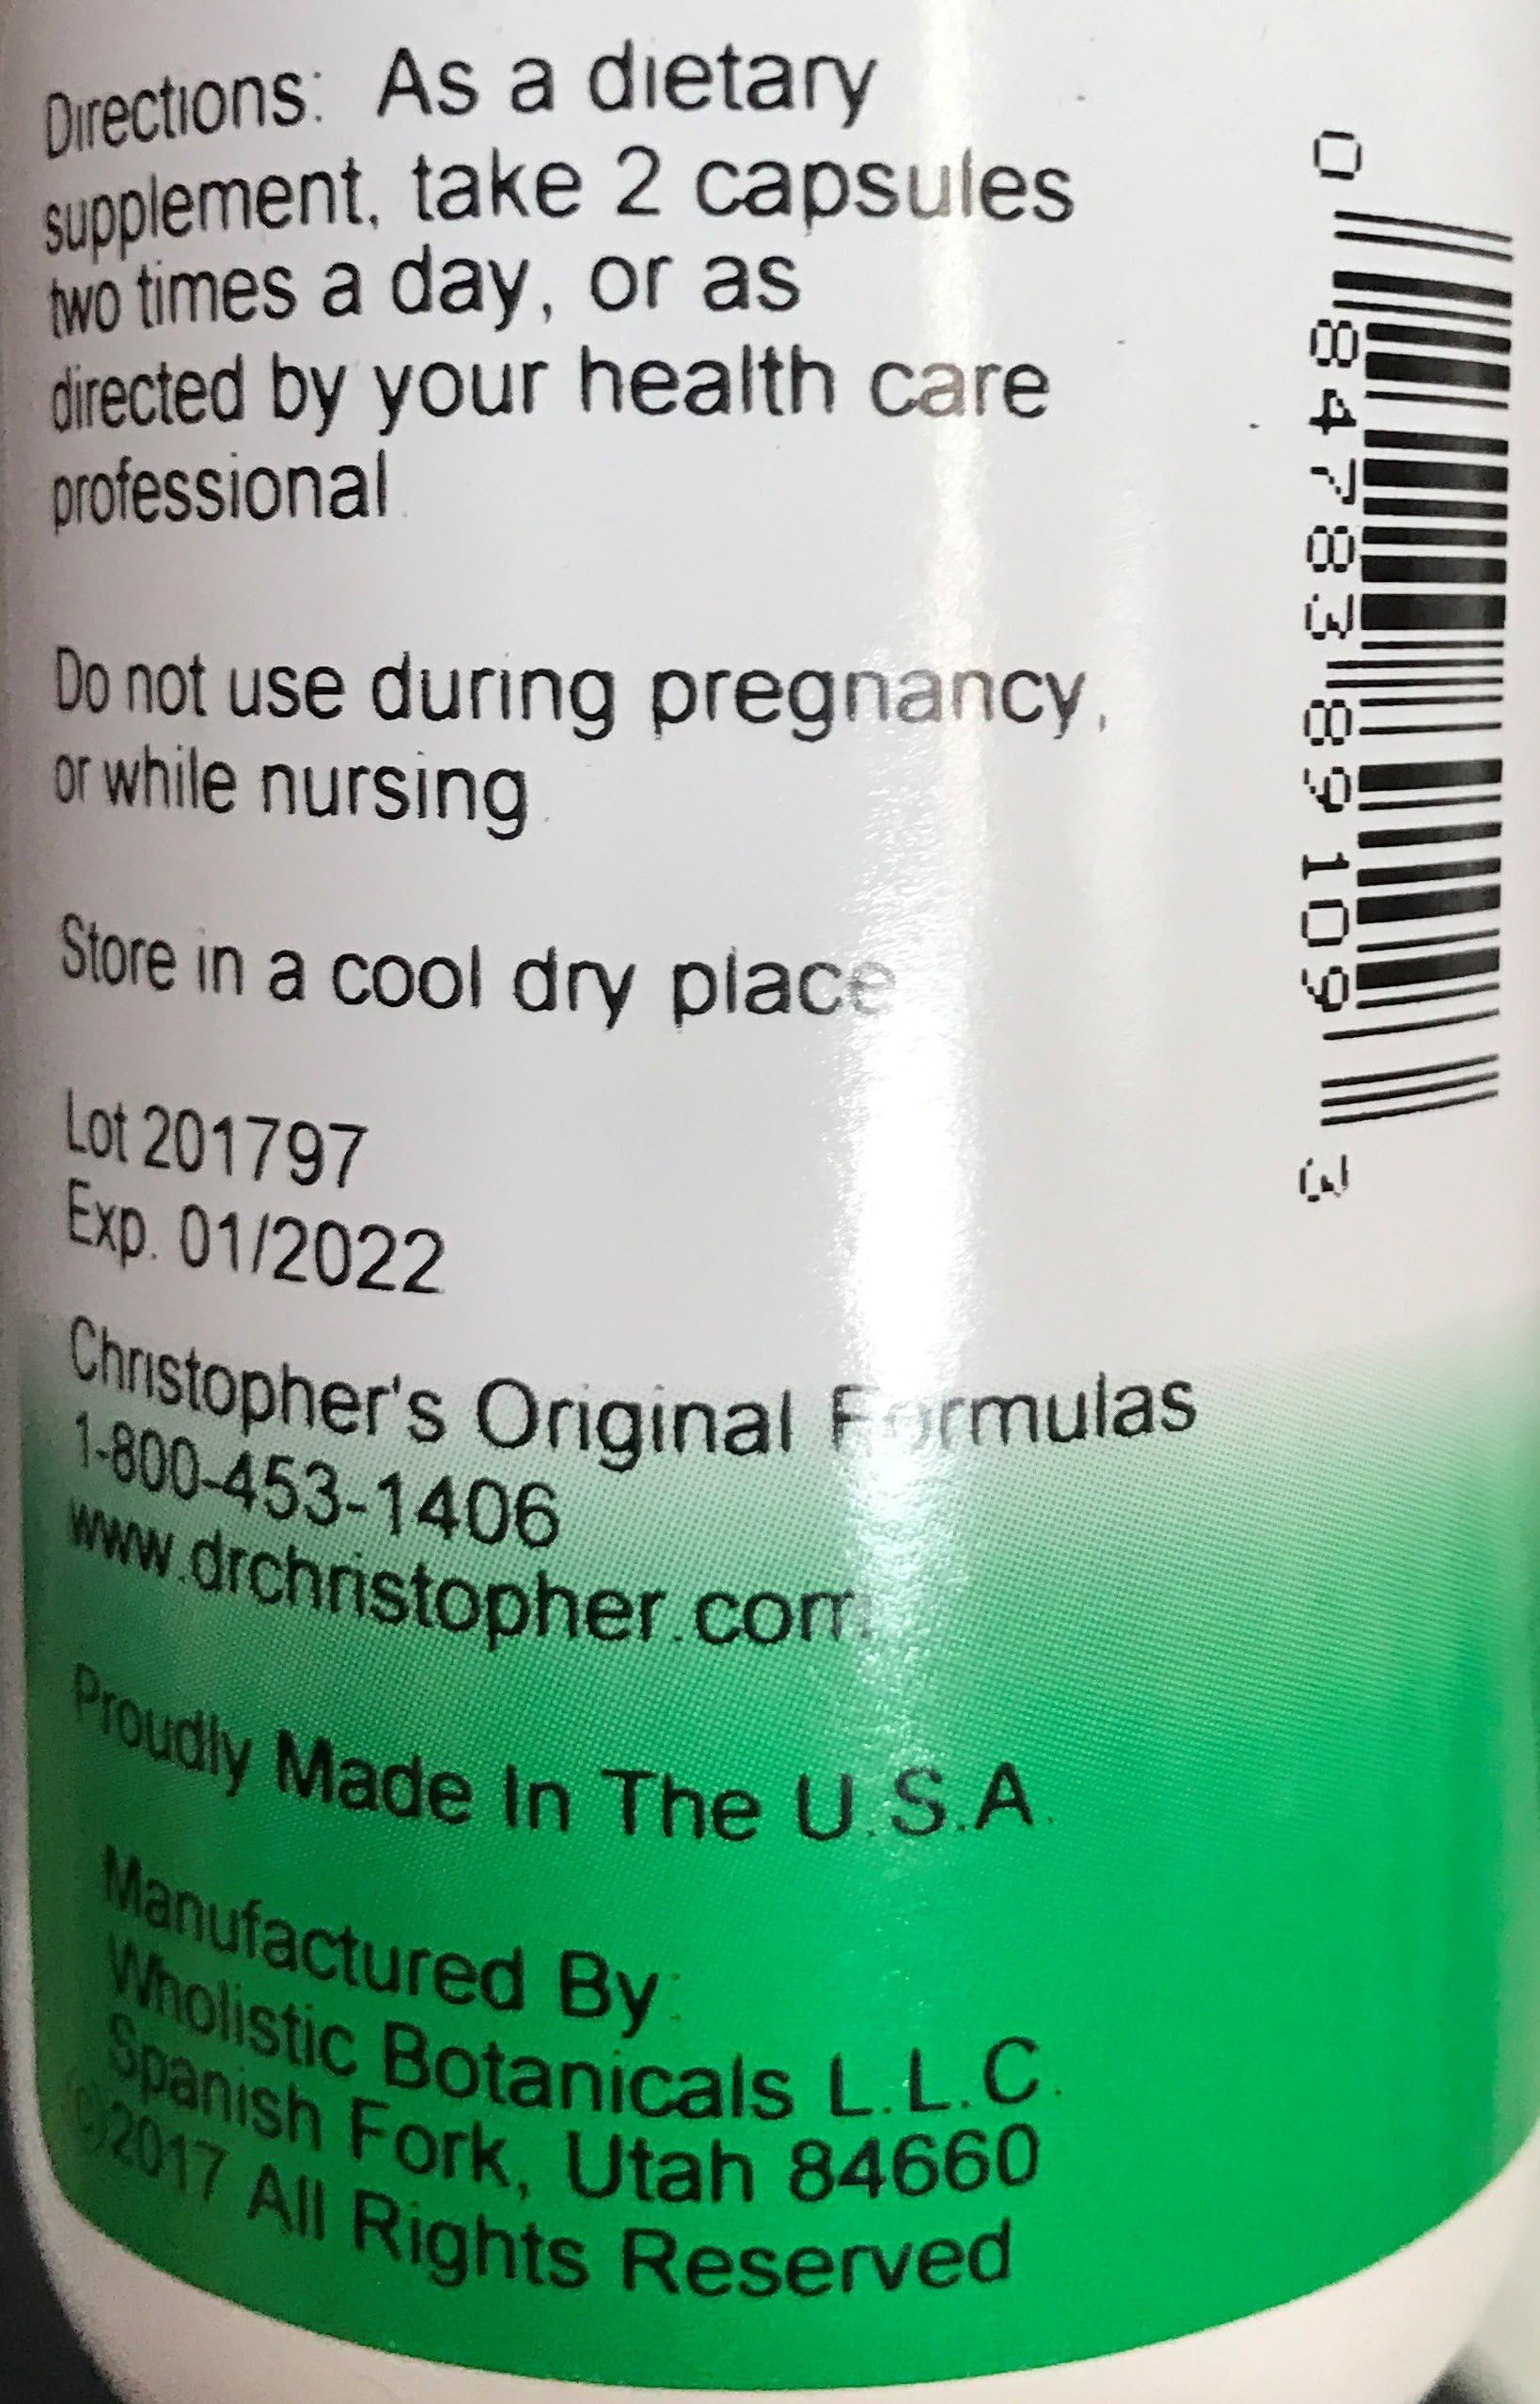 Directions: As a dietary
supplement, take 2 capsules
two times a day, or as
directed by your health care
professional.
Do not use during pregnancy,
or while nursing.
Store in a cool dry place
Lot 201797
Exp. 01/2022
Christopher's Original Formulas
1-800-453-1406
www.drchristopher.com
Proudly Made In The U.S.A.
Manufactured By:
Wholistic Botanicals L.L.C.
Spanish Fork, Utah 84660
(c)2017 All Rights Reserved
0 84783 89109 3